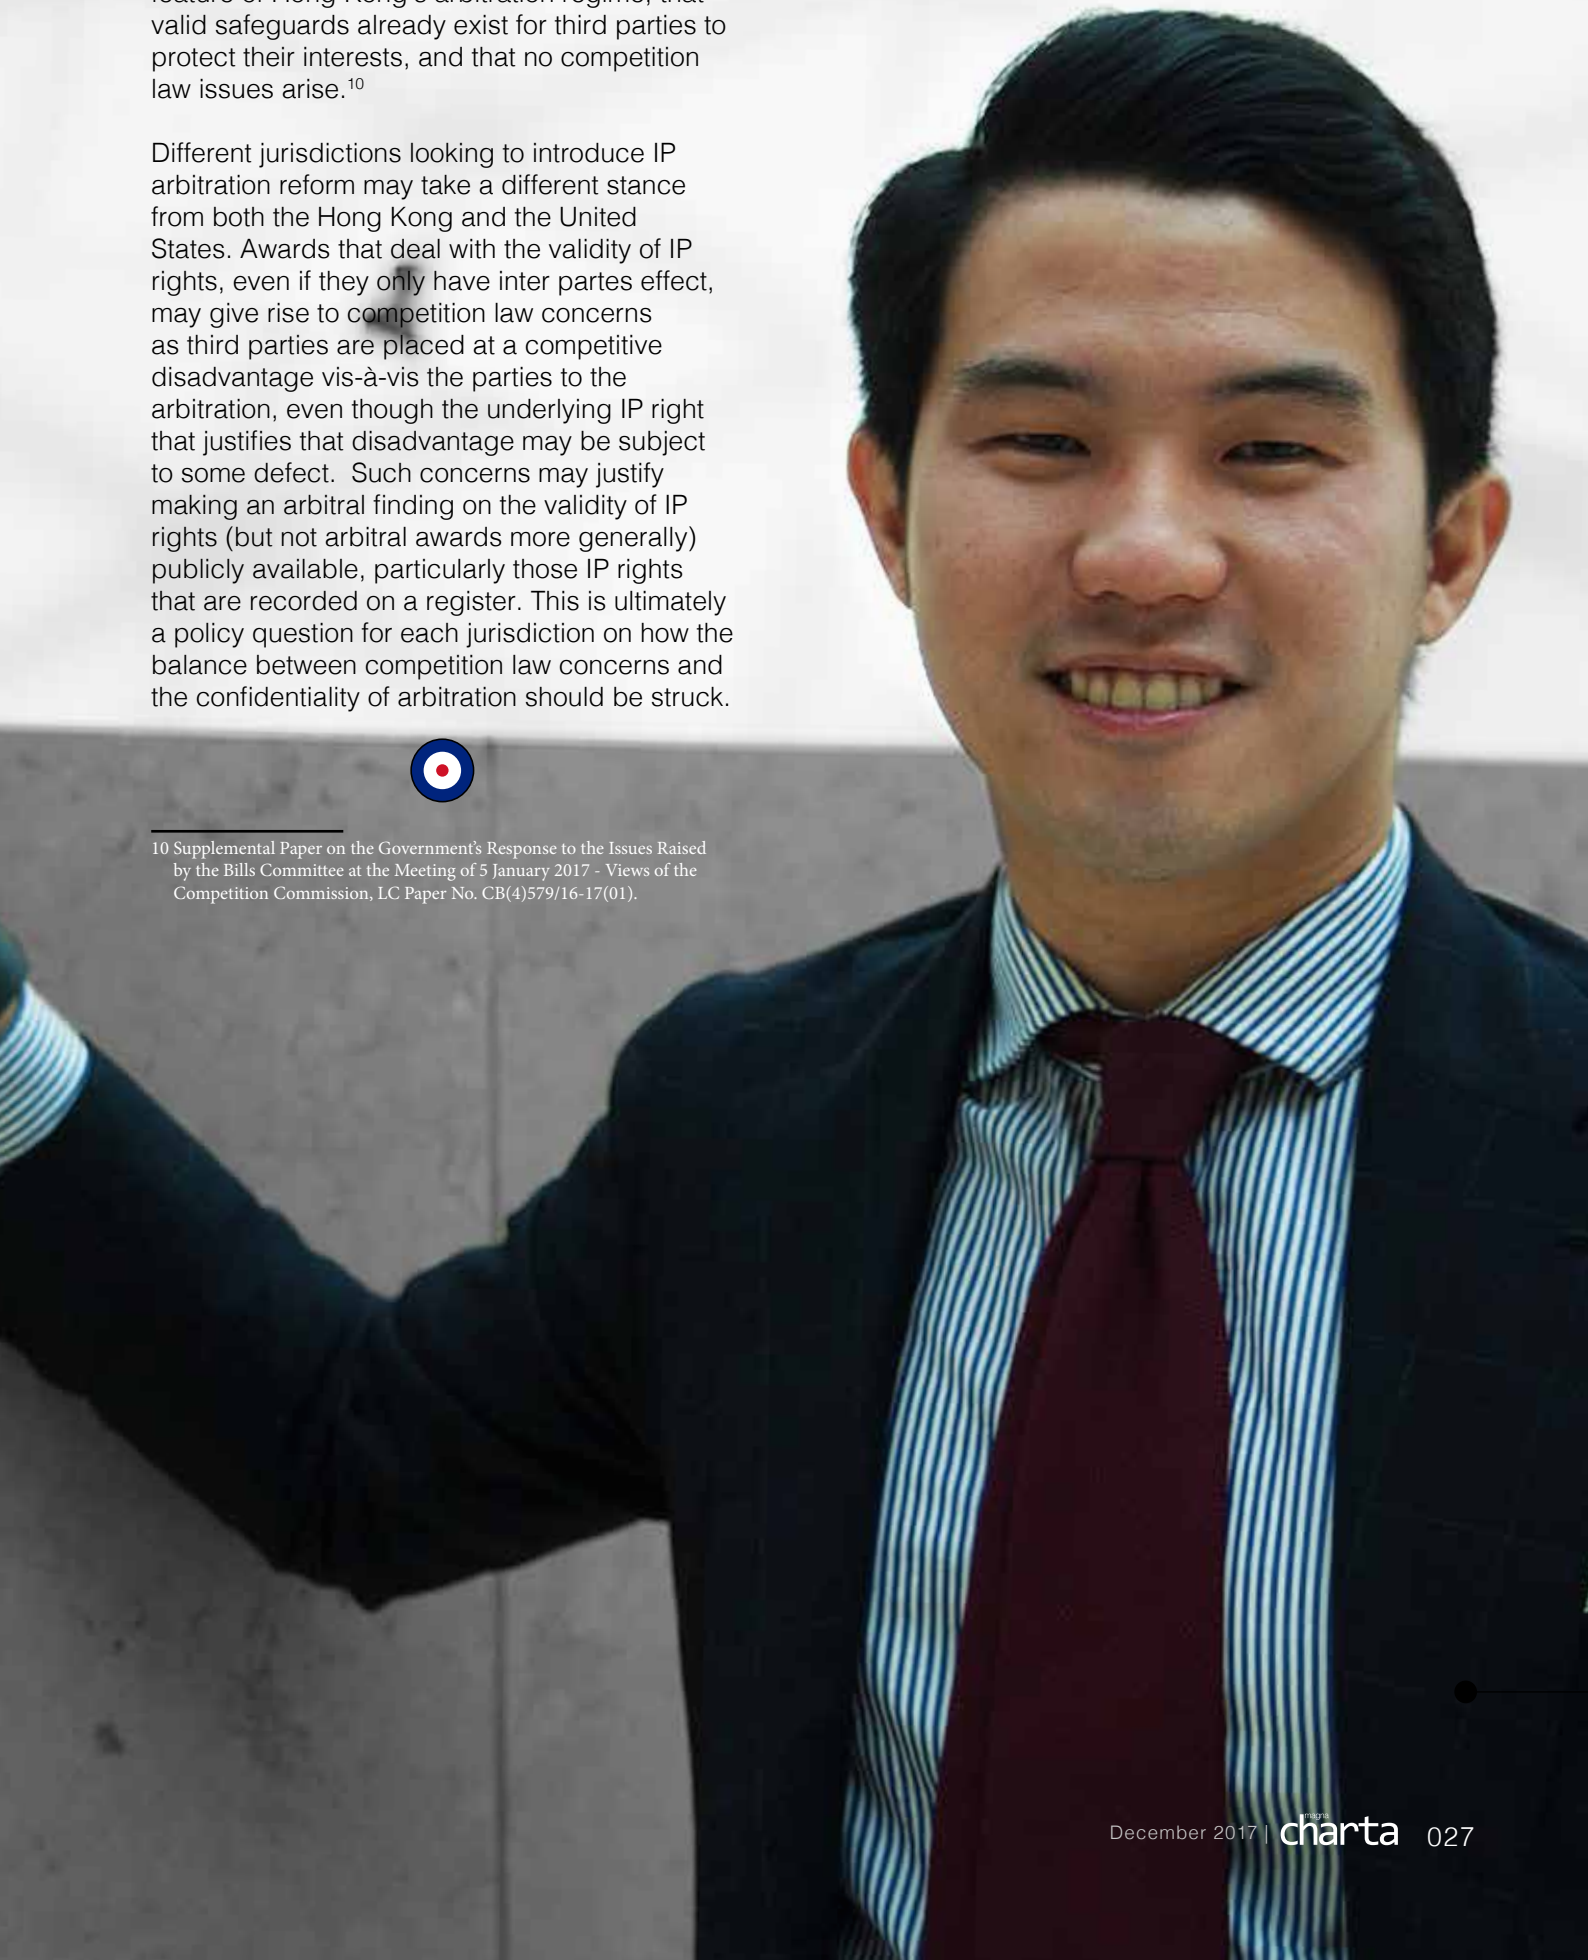 feature of Hong Kong's arbitration regime, that
valid safeguards already exist for third parties to
protect their interests, and that no competition
law issues arise.10
Different jurisdictions looking to introduce IP
arbitration reform may take a different stance
from both the Hong Kong and the United
States. Awards that deal with the validity of IP
rights, even if they only have inter partes effect,
may give rise to competition law concerns
as third parties are placed at a competitive
disadvantage vis-à-vis the parties to the
arbitration, even though the underlying IP right
that justifies that disadvantage may be subject
to some defect.  Such concerns may justify
making an arbitral finding on the validity of IP
rights (but not arbitral awards more generally)
publicly available, particularly those IP rights
that are recorded on a register. This is ultimately
a policy question for each jurisdiction on how the
balance between competition law concerns and
the confidentiality of arbitration should be struck.
10 Supplemental Paper on the Government's Response to the Issues Raised
by the Bills Committee at the Meeting of 5 January 2017 - Views of the
Competition Commission, LC Paper No. CB(4)579/16-17(01).
magna
December 2017 | charta 027